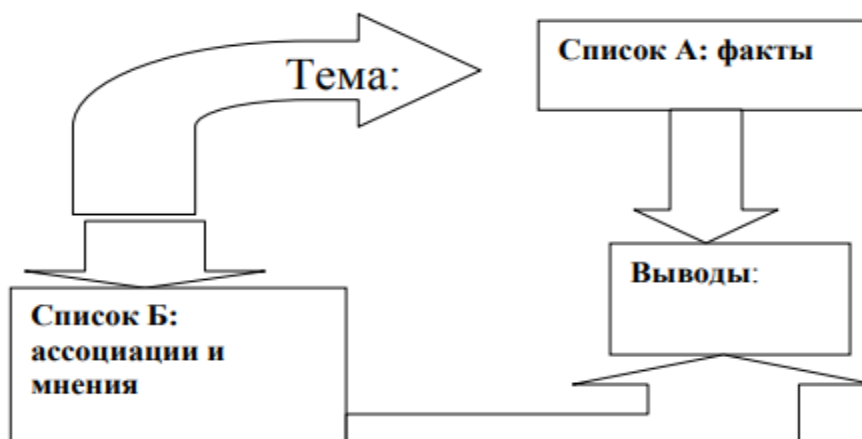 Тема:
Список А: факты
Выводы:
Список Б:
ассоциации и
мнения